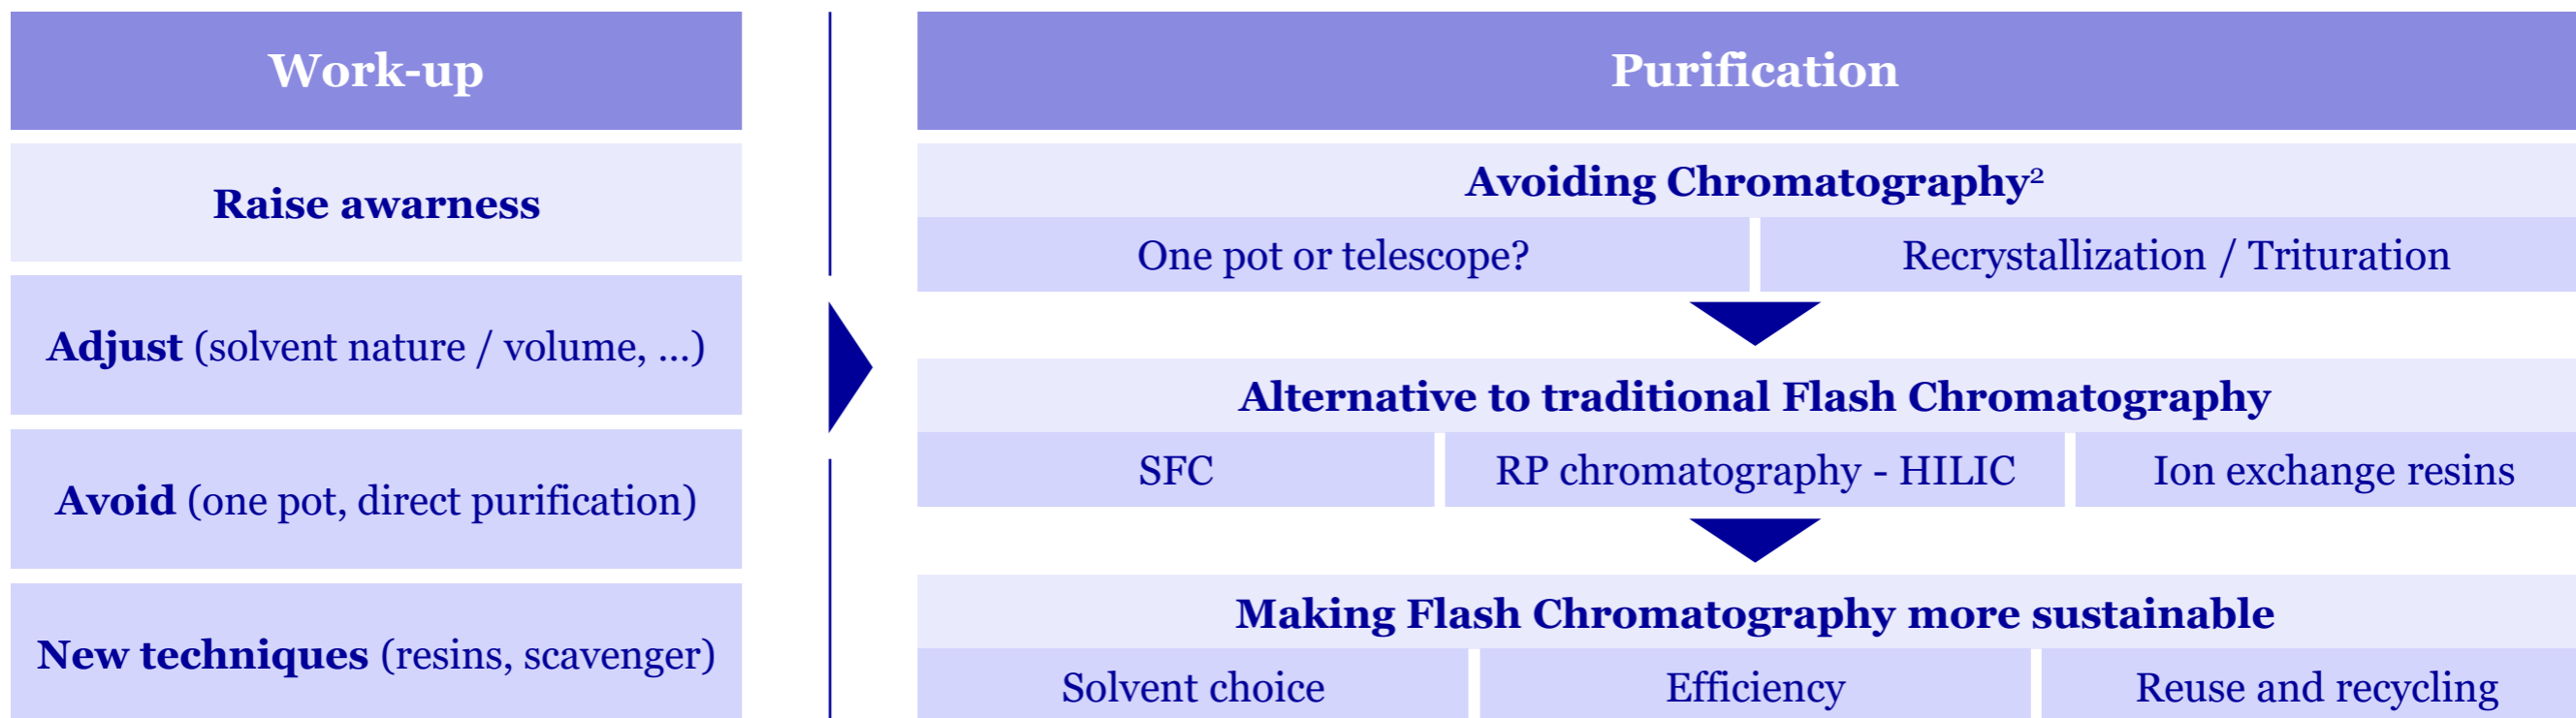 Work-up
Raise awarness
Adjust (solvent nature / volume, ...)
Avoid (one pot, direct purification)
New techniques (resins, scavenger)
Purification
Avoiding Chromatography²
One pot or telescope?
Recrystallization / Trituration
Alternative to traditional Flash Chromatography
SFC
RP chromatography - HILIC
Ion exchange resins
Making Flash Chromatography more sustainable
Solvent choice
Efficiency
Reuse and recycling